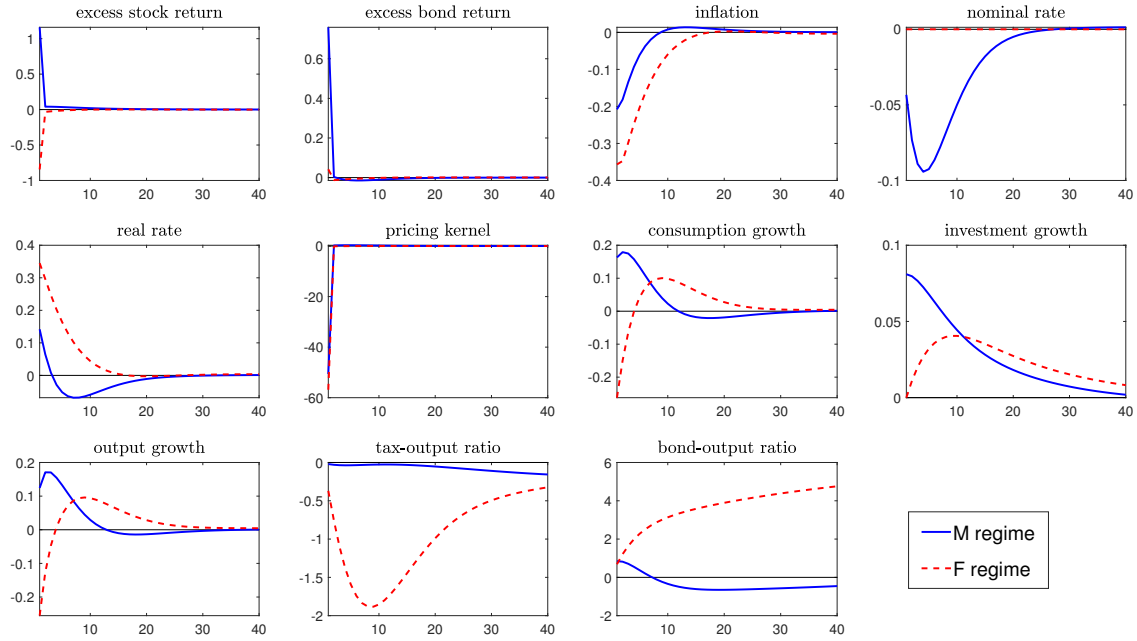 excess stock return
1
0.5
0
-0.5
-1
10 20 30 40
excess bond return
0.6
0.4
0.2
0
10 20 30 40
inflation
0
-0.1
-0.2
-0.3
-0.4
10 20 30 40
nominal rate
0
-0.05
-0.1
10 20 30 40
real rate
0.4
0.3
0.2
0.1
0
10 20 30 40
pricing kernel
0
-20
-40
-60
10 20 30 40
consumption growth
0.2
0.1
0
-0.1
-0.2
10 20 30 40
investment growth
0.1
0.05
0
10 20 30 40
output growth
0.2
0.1
0
-0.1
-0.2
10 20 30 40
tax-output ratio
0
-0.5
-1
-1.5
-2
10 20 30 40
bond-output ratio
6
4
2
0
-2
10 20 30 40
M regime
F regime